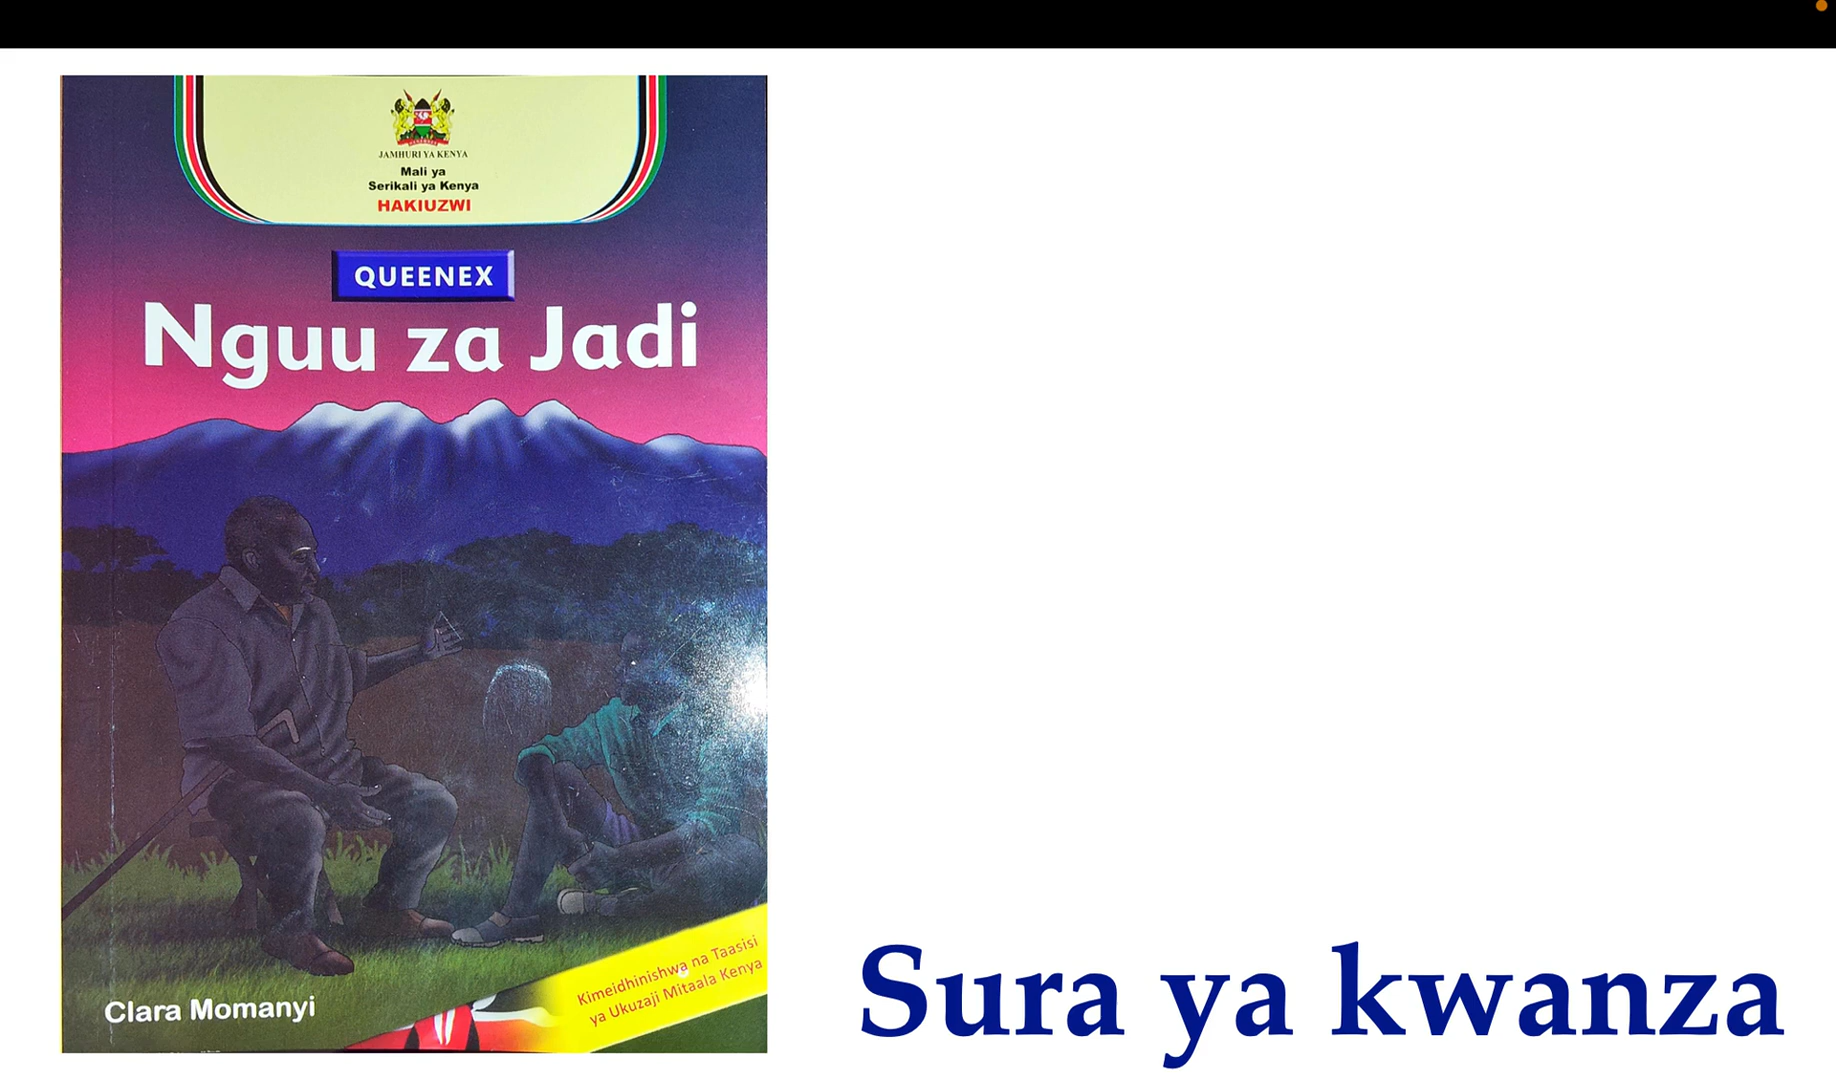 JAMHURI YA KENYA
Mali ya
Serikali ya Kenya
HAKIUZWI
QUEENEX
Nguu za Jadi
Clara Momanyi
Kimeidhinishwa na Taasisi
ya Ukuzaji Mitaala Kenya
Sura ya kwanza